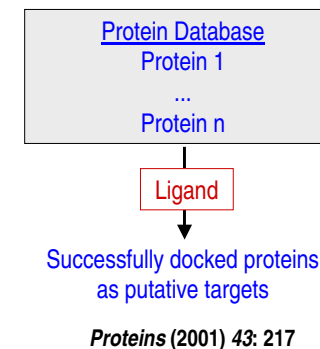 Protein Database
Protein 1
...
Protein n
Ligand
Successfully docked proteins
as putative targets
Proteins (2001) 43: 217